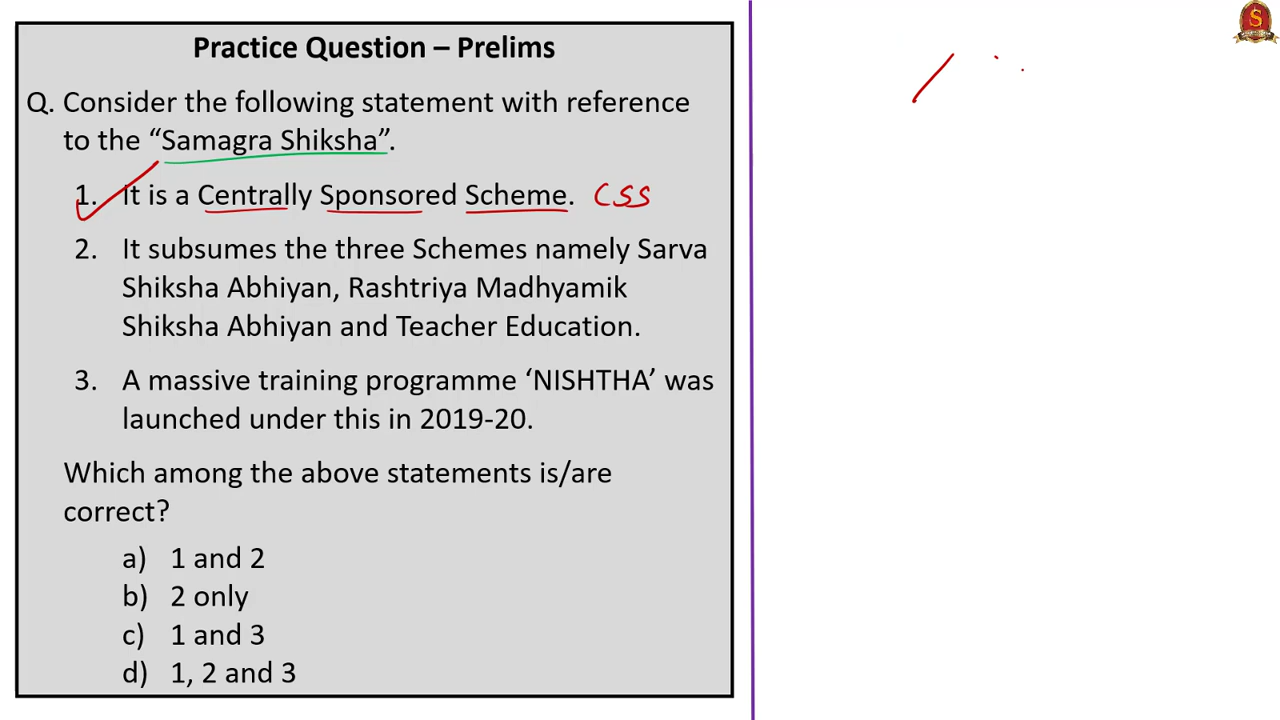 Practice Question – Prelims
Q. Consider the following statement with reference
to the “Samagra Shiksha”.
1. It is a Centrally Sponsored Scheme. CSS
2. It subsumes the three Schemes namely Sarva
Shiksha Abhiyan, Rashtriya Madhyamik
Shiksha Abhiyan and Teacher Education.
3. A massive training programme ‘NISHTHA’ was
launched under this in 2019-20.
Which among the above statements is/are
correct?
a) 1 and 2
b) 2 only
c) 1 and 3
d) 1, 2 and 3
S